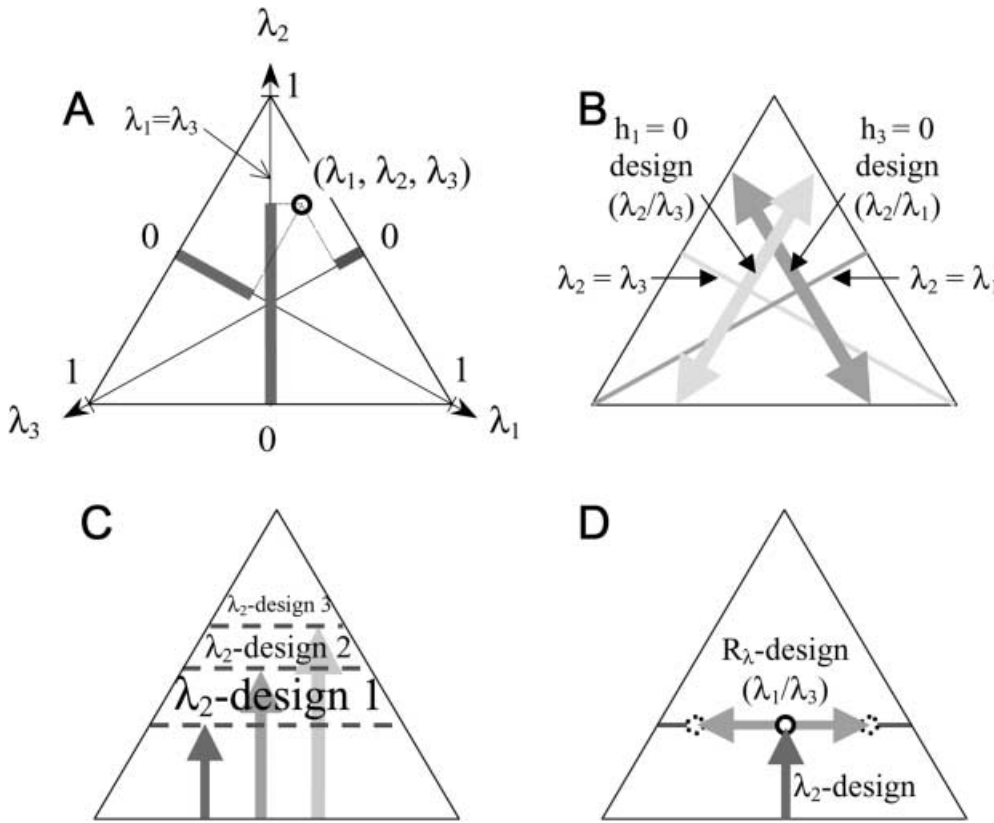 A
λ2
1
λ1=λ3
(λ1, λ2, λ3)
0
0
1
1
λ3
0
λ1
B
h1 = 0
design
(λ2/λ3)
h3 = 0
design
(λ2/λ1)
λ2 = λ3
λ2 = λ1
C
λ2-design 3
λ2-design 2
λ2-design 1
D
Rλ-design
(λ1/λ3)
λ2-design